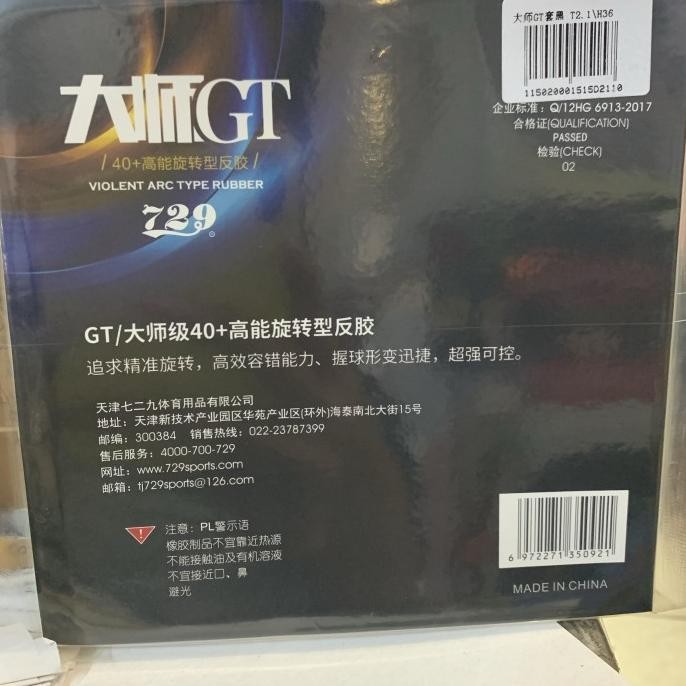 大师GT套黑 T2.1\H36
11502000151502110
企业标准：Q/12HG 6913-2017
合格证(QUALIFICATION)
PASSED
检验(CHECK)
02
大师GT
/ 40+高能旋转型反胶 /
VIOLENT ARC TYPE RUBBER
729
GT/大师级40+高能旋转型反胶
追求精准旋转，高效容错能力、握球形变迅捷，超强可控。
天津七二九体育用品有限公司
地址：天津新技术产业园区华苑产业区(环外)海泰南北大街15号
邮编：300384 销售热线：022-23787399
售后服务：4000-700-729
网址：www.729sports.com
邮箱：tj729sports@126.com
注意：PL警示语
橡胶制品不宜靠近热源
不能接触油及有机溶液
不宜接近口、鼻
避光
6 972271 350921
MADE IN CHINA